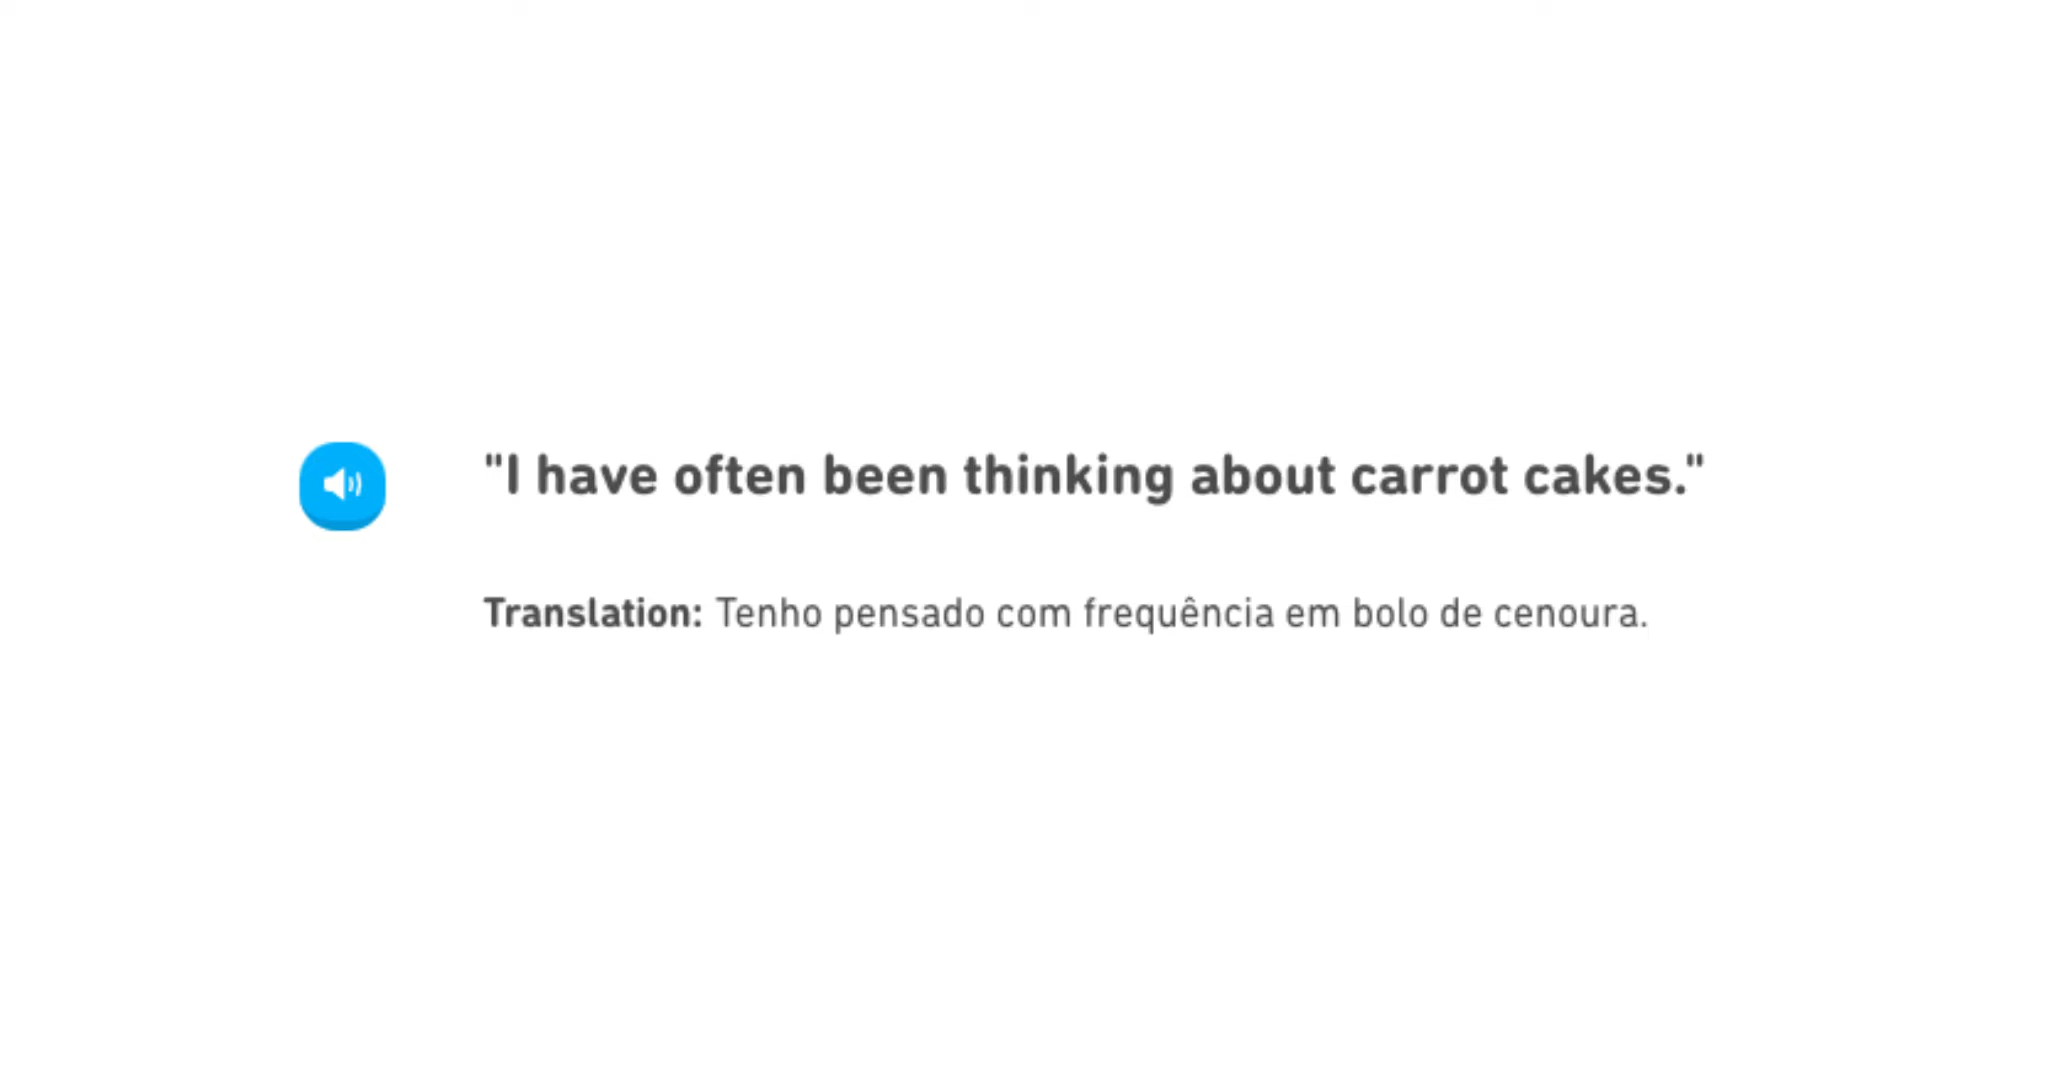 "I have often been thinking about carrot cakes."
Translation: Tenho pensado com frequência em bolo de cenoura.